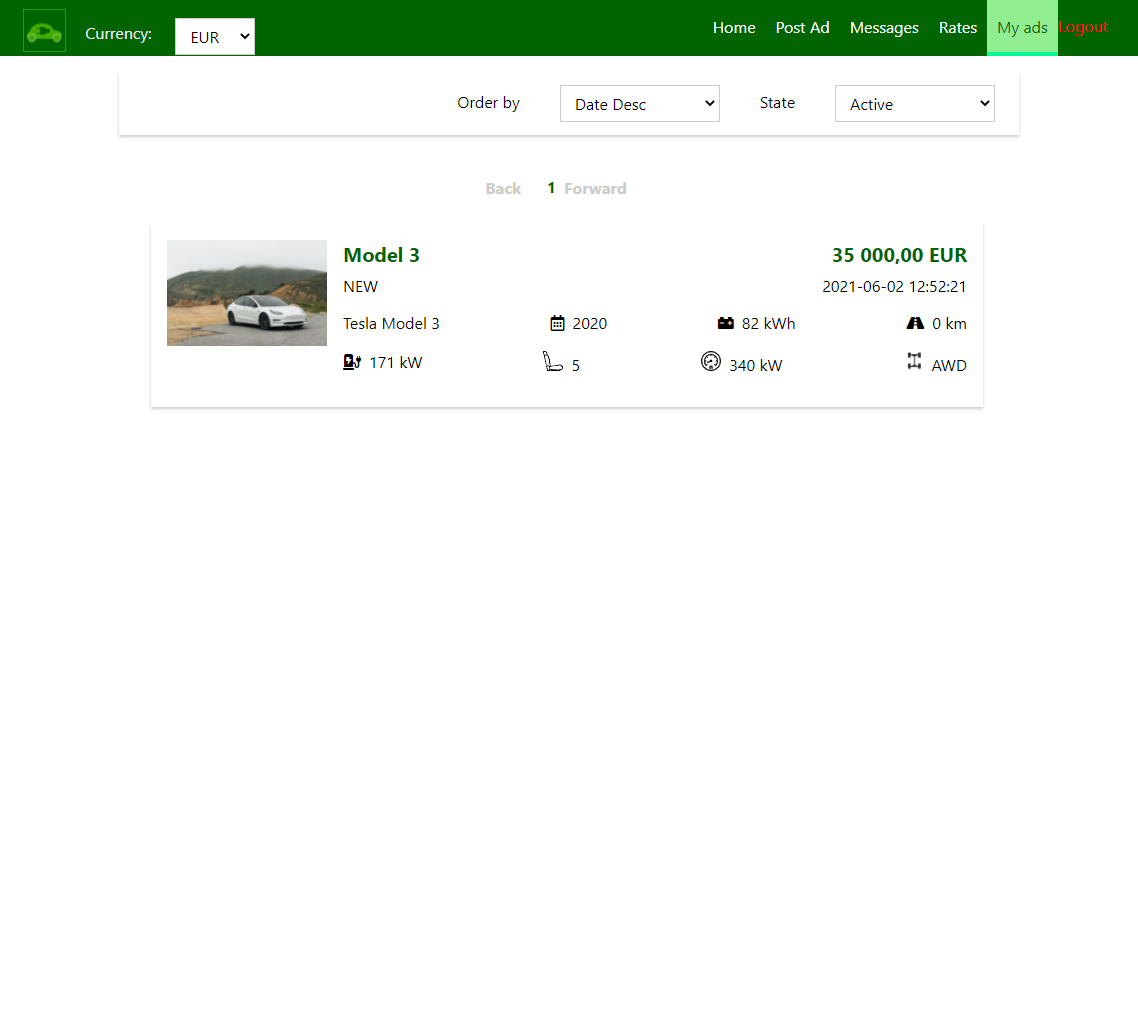 Currency: EUR Home Post Ad Messages Rates My ads Logout
Order by Date Desc State Active
Back 1 Forward
Model 3 35 000,00 EUR
NEW 2021-06-02 12:52:21
Tesla Model 3 2020 82 kWh 0 km
171 kW 5 340 kW AWD